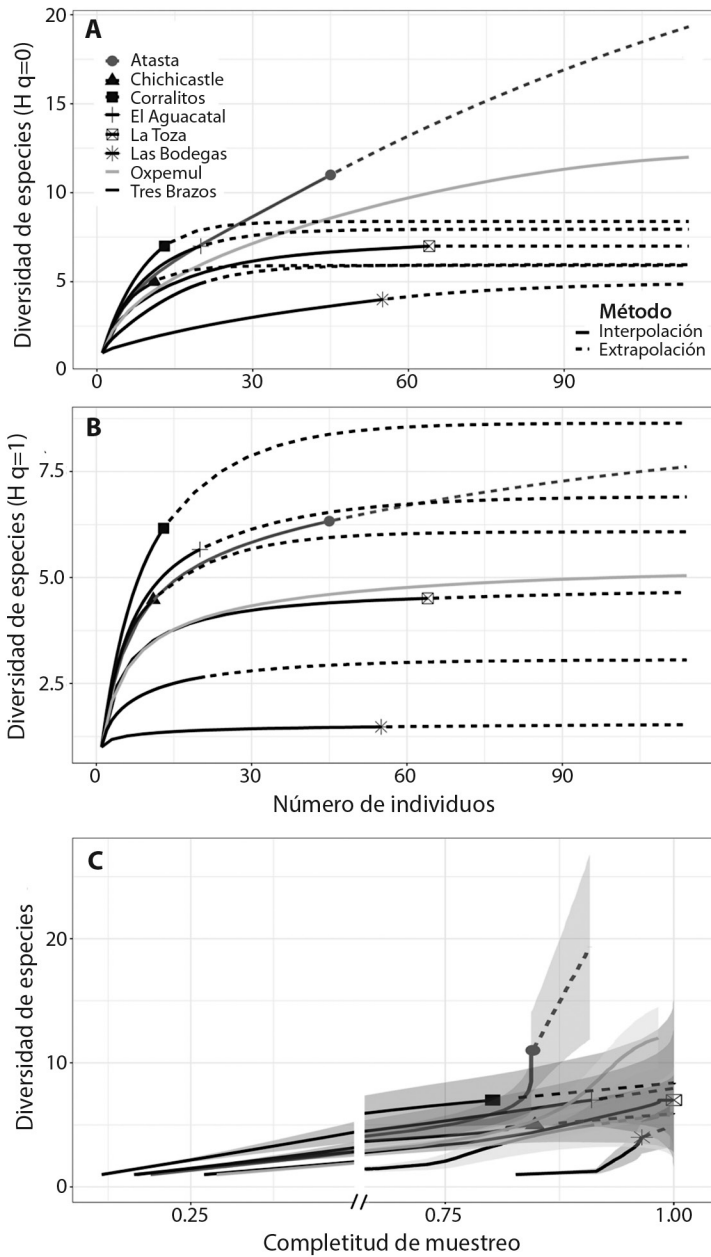 A
Diversidad de especies (H q=0)
20
15
10
5
0
Atasta
Chichicastle
Corralitos
El Aguacatal
La Toza
Las Bodegas
Oxpemul
Tres Brazos
Método
Interpolación
Extrapolación
0 30 60 90
B
Diversidad de especies (H q=1)
7.5
5.0
2.5
0 30 60 90
Número de individuos
C
Diversidad de especies
20
10
0
0.25 // 0.75 1.00
Completitud de muestreo